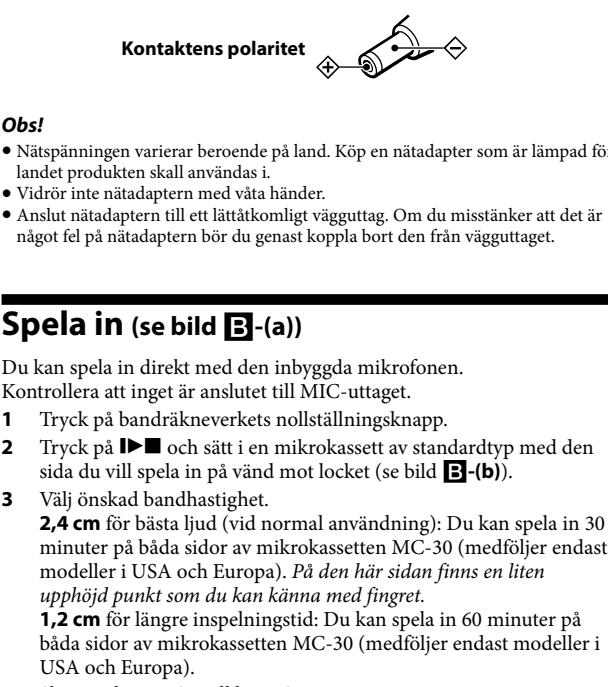 Kontaktens polaritet
Obs!
• Nätspänningen varierar beroende på land. Köp en nätadapter som är lämpad för
landet produkten skall användas i.
• Vidrör inte nätadaptern med våta händer.
• Anslut nätadaptern till ett lättåtkomligt vägguttag. Om du misstänker att det är
något fel på nätadaptern bör du genast koppla bort den från vägguttaget.
Spela in (se bild B-(a))
Du kan spela in direkt med den inbyggda mikrofonen.
Kontrollera att inget är anslutet till MIC-uttaget.
1 Tryck på bandräkneverkets nollställningsknapp.
2 Tryck på I▶■ och sätt i en mikrokassett av standardtyp med den
sida du vill spela in på vänd mot locket (se bild B-(b)).
3 Välj önskad bandhastighet.
2,4 cm för bästa ljud (vid normal användning): Du kan spela in 30
minuter på båda sidor av mikrokassetten MC-30 (medföljer endast
modeller i USA och Europa). På den här sidan finns en liten
upphöjd punkt som du kan känna med fingret.
1,2 cm för längre inspelningstid: Du kan spela in 60 minuter på
båda sidor av mikrokassetten MC-30 (medföljer endast modeller i
USA och Europa).